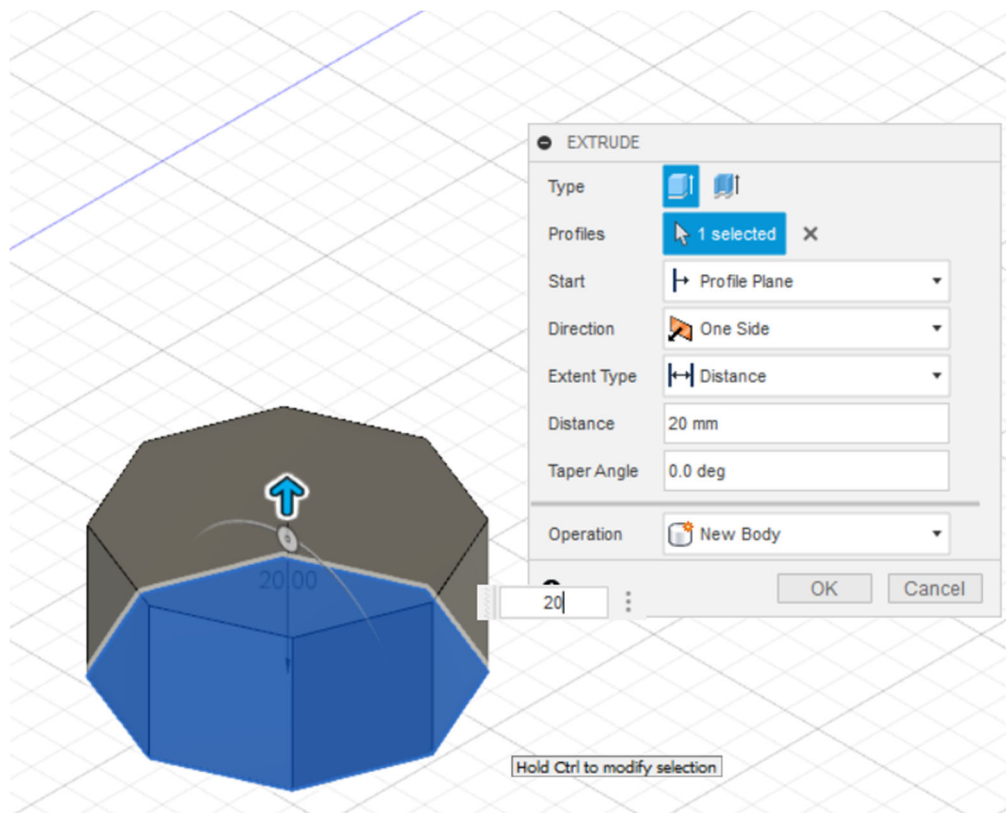 EXTRUDE
Type
Profiles 1 selected
Start Profile Plane
Direction One Side
Extent Type Distance
Distance 20 mm
Taper Angle 0.0 deg
Operation New Body
OK Cancel
20.00
20
Hold Ctrl to modify selection